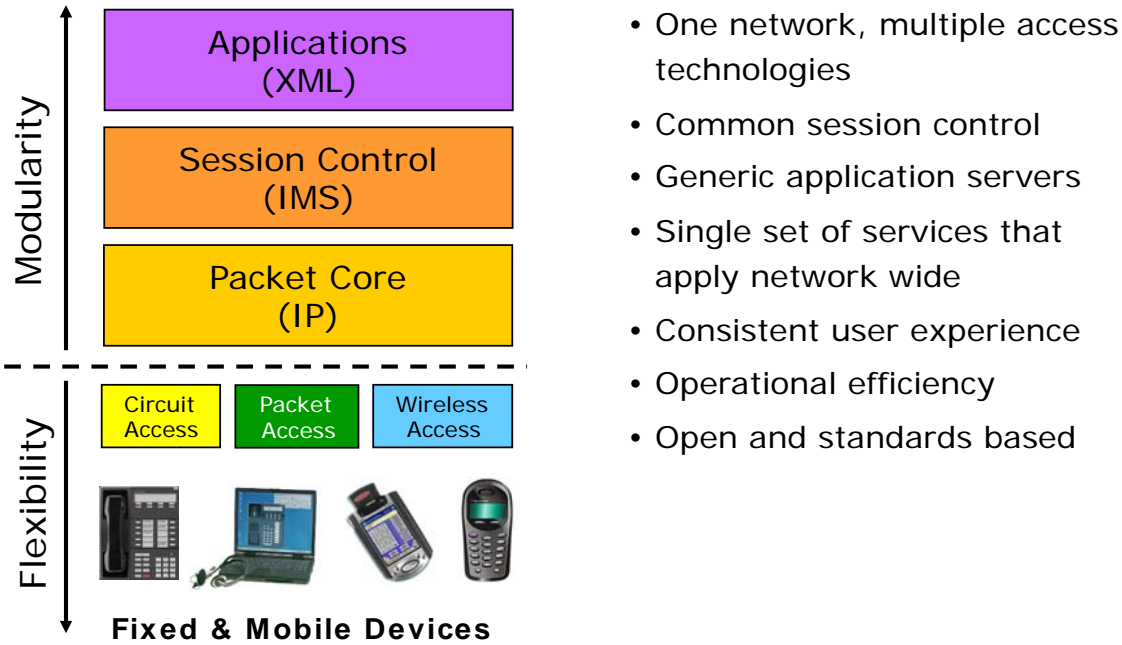 Modularity
Applications
(XML)
Session Control
(IMS)
Packet Core
(IP)
Flexibility
Circuit
Access
Packet
Access
Wireless
Access
Fixed & Mobile Devices
• One network, multiple access
technologies
• Common session control
• Generic application servers
• Single set of services that
apply network wide
• Consistent user experience
• Operational efficiency
• Open and standards based